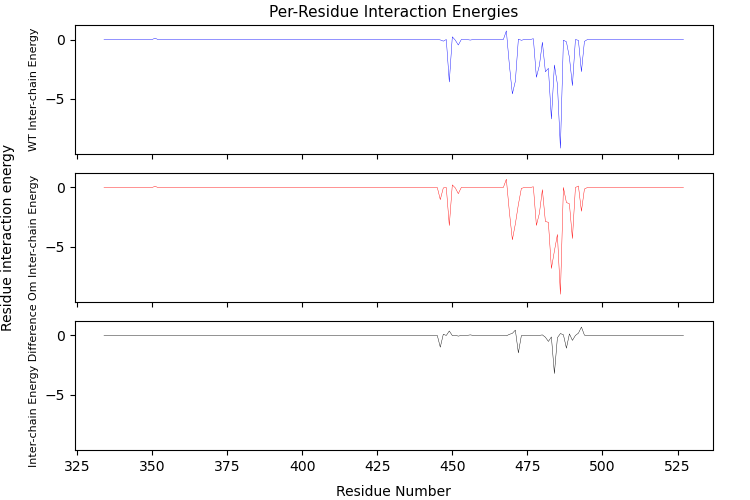 Per-Residue Interaction Energies
Residue interaction energy
WT Inter-chain Energy
0
−5
Om Inter-chain Energy
0
−5
Inter-chain Energy Difference
0
−5
325 350 375 400 425 450 475 500 525
Residue Number